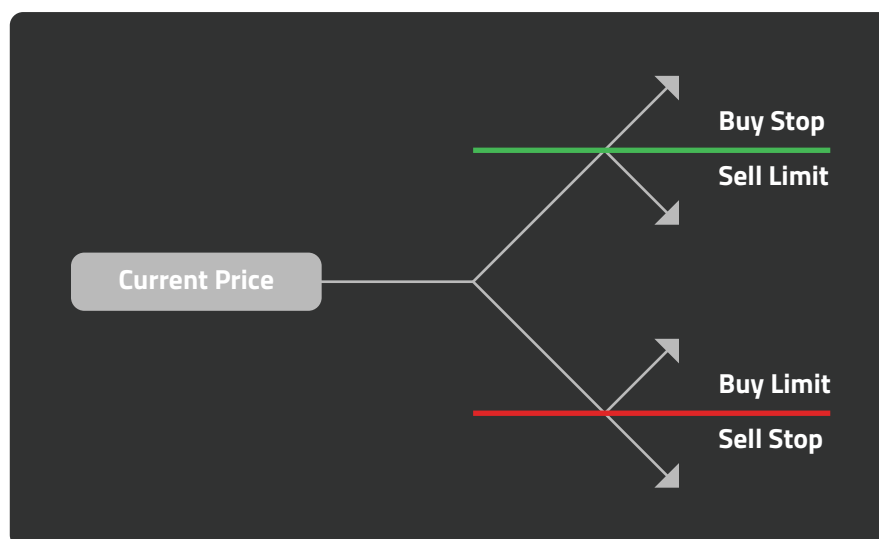 Buy Stop
Sell Limit
Current Price
Buy Limit
Sell Stop